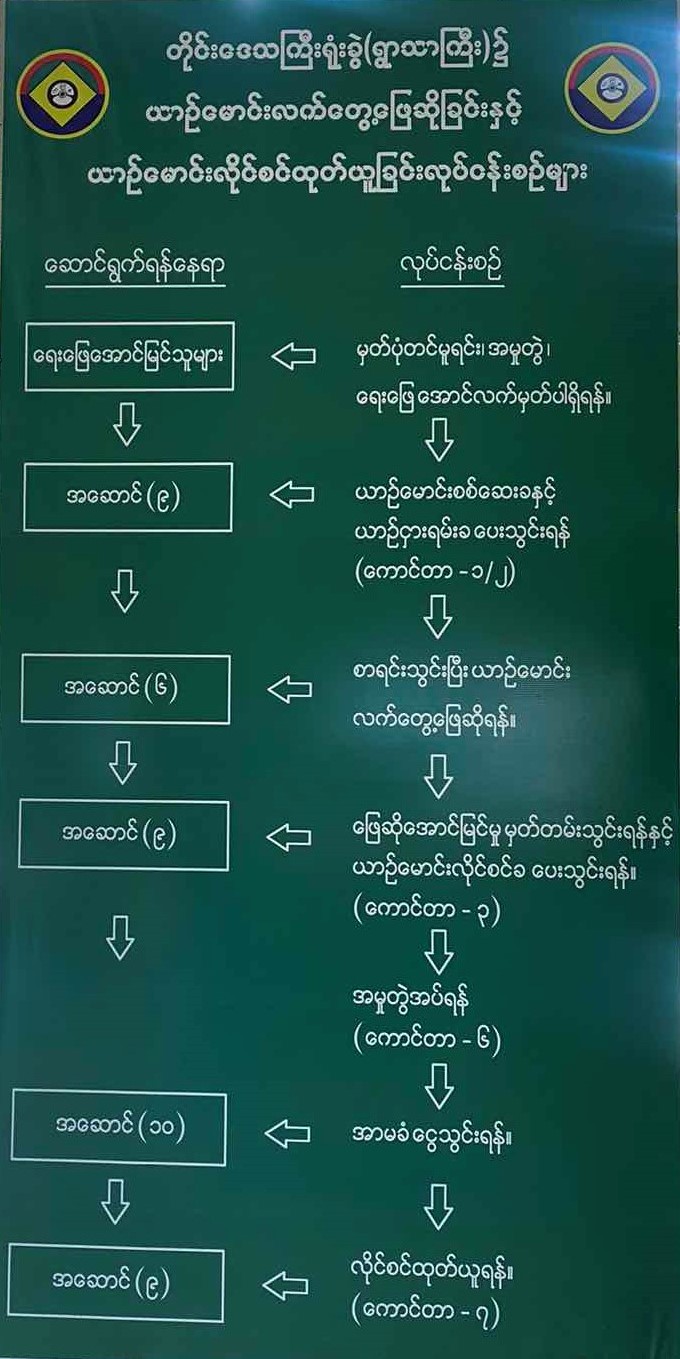 တိုင်းဒေသကြီးရုံးခွဲ(ရွာသာကြီး)၌
ယာဉ်မောင်းလက်တွေ့ဖြေဆိုခြင်းနှင့်
ယာဉ်မောင်းလိုင်စင်ထုတ်ယူခြင်းလုပ်ငန်းစဉ်များ
ဆောင်ရွက်ရန်နေရာ
လုပ်ငန်းစဉ်
ရေးဖြေအောင်မြင်သူများ
မှတ်ပုံတင်မူရင်း၊ အမှုတွဲ၊
ရေးဖြေ အောင်လက်မှတ်ပါရှိရန်။
အဆောင် (၉)
ယာဉ်မောင်းစစ်ဆေးခနှင့်
ယာဉ်ငှားရမ်းခ ပေးသွင်းရန်
(ကောင်တာ - ၁/၂)
အဆောင် (၆)
စာရင်းသွင်းပြီး ယာဉ်မောင်း
လက်တွေ့ဖြေဆိုရန်။
အဆောင် (၉)
ဖြေဆိုအောင်မြင်မှု မှတ်တမ်းသွင်းရန်နှင့်
ယာဉ်မောင်းလိုင်စင်ခ ပေးသွင်းရန်။
(ကောင်တာ - ၃)
အမှုတွဲအပ်ရန်
(ကောင်တာ - ၆)
အဆောင် (၁၀)
အာမခံ ငွေသွင်းရန်။
အဆောင် (၉)
လိုင်စင်ထုတ်ယူရန်။
(ကောင်တာ - ၇)